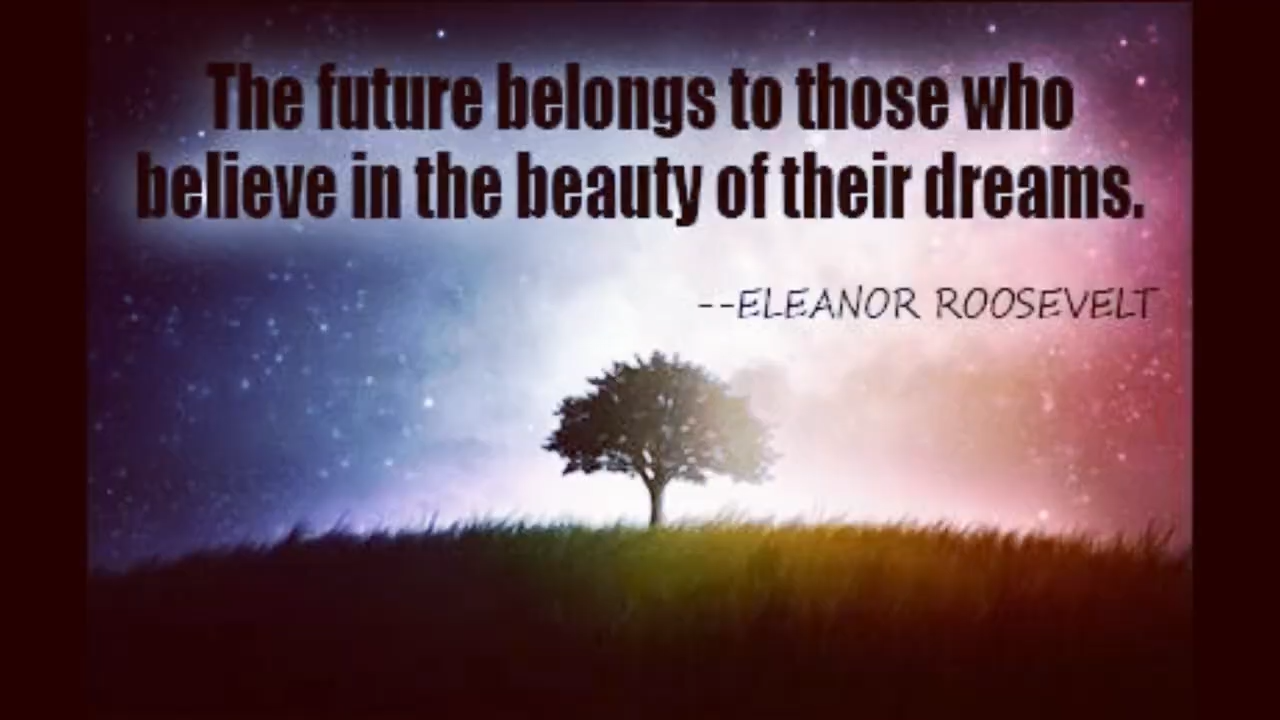 The future belongs to those who
believe in the beauty of their dreams.
--ELEANOR ROOSEVELT